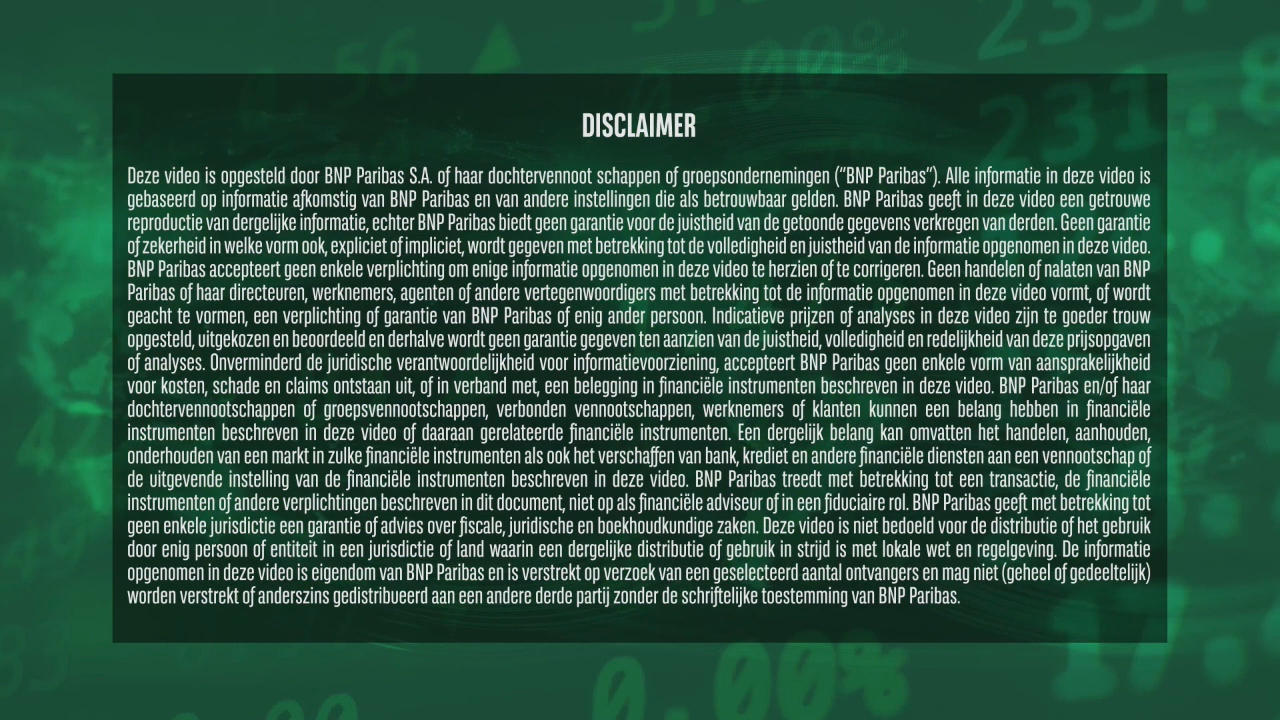 DISCLAIMER
Deze video is opgesteld door BNP Paribas S.A. of haar dochtervennoot schappen of groepsondernemingen (“BNP Paribas”). Alle informatie in deze video is
gebaseerd op informatie afkomstig van BNP Paribas en van andere instellingen die als betrouwbaar gelden. BNP Paribas geeft in deze video een getrouwe
reproductie van dergelijke informatie, echter BNP Paribas biedt geen garantie voor de juistheid van de getoonde gegevens verkregen van derden. Geen garantie
of zekerheid in welke vorm ook, expliciet of impliciet, wordt gegeven met betrekking tot de volledigheid en juistheid van de informatie opgenomen in deze video.
BNP Paribas accepteert geen enkele verplichting om enige informatie opgenomen in deze video te herzien of te corrigeren. Geen handelen of nalaten van BNP
Paribas of haar directeuren, werknemers, agenten of andere vertegenwoordigers met betrekking tot de informatie opgenomen in deze video vormt, of wordt
geacht te vormen, een verplichting of garantie van BNP Paribas of enig ander persoon. Indicatieve prijzen of analyses in deze video zijn te goeder trouw
opgesteld, uitgekozen en beoordeeld en derhalve wordt geen garantie gegeven ten aanzien van de juistheid, volledigheid en redelijkheid van deze prijsopgaven
of analyses. Onverminderd de juridische verantwoordelijkheid voor informatievoorziening, accepteert BNP Paribas geen enkele vorm van aansprakelijkheid
voor kosten, schade en claims ontstaan uit, of in verband met, een belegging in financiële instrumenten beschreven in deze video. BNP Paribas en/of haar
dochtervennootschappen of groepsvennootschappen, verbonden vennootschappen, werknemers of klanten kunnen een belang hebben in financiële
instrumenten beschreven in deze video of daaraan gerelateerde financiële instrumenten. Een dergelijk belang kan omvatten het handelen, aanhouden,
onderhouden van een markt in zulke financiële instrumenten als ook het verschaffen van bank, krediet en andere financiële diensten aan een vennootschap of
de uitgevende instelling van de financiële instrumenten beschreven in deze video. BNP Paribas treedt met betrekking tot een transactie, de financiële
instrumenten of andere verplichtingen beschreven in dit document, niet op als financiële adviseur of in een fiduciaire rol. BNP Paribas geeft met betrekking tot
geen enkele jurisdictie een garantie of advies over fiscale, juridische en boekhoudkundige zaken. Deze video is niet bedoeld voor de distributie of het gebruik
door enig persoon of entiteit in een jurisdictie of land waarin een dergelijke distributie of gebruik in strijd is met lokale wet en regelgeving. De informatie
opgenomen in deze video is eigendom van BNP Paribas en is verstrekt op verzoek van een geselecteerd aantal ontvangers en mag niet (geheel of gedeeltelijk)
worden verstrekt of anderszins gedistribueerd aan een andere derde partij zonder de schriftelijke toestemming van BNP Paribas.
0.00%